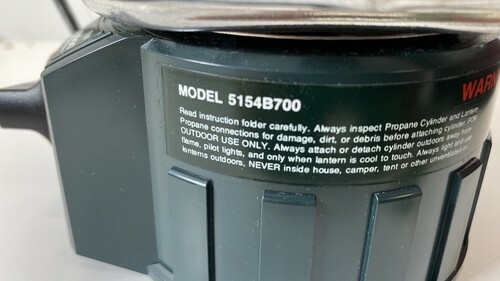 MODEL 5154B700
WARN
Read instruction folder carefully. Always inspect Propane Cylinder and Lantern
Propane connections for damage, dirt, or debris before attaching cylinder. FOR
OUTDOOR USE ONLY. Always attach or detach cylinder outdoors away from
flame, pilot lights, and only when lantern is cool to touch. Always light and use
lanterns outdoors. NEVER inside house, camper, tent or other unventilated